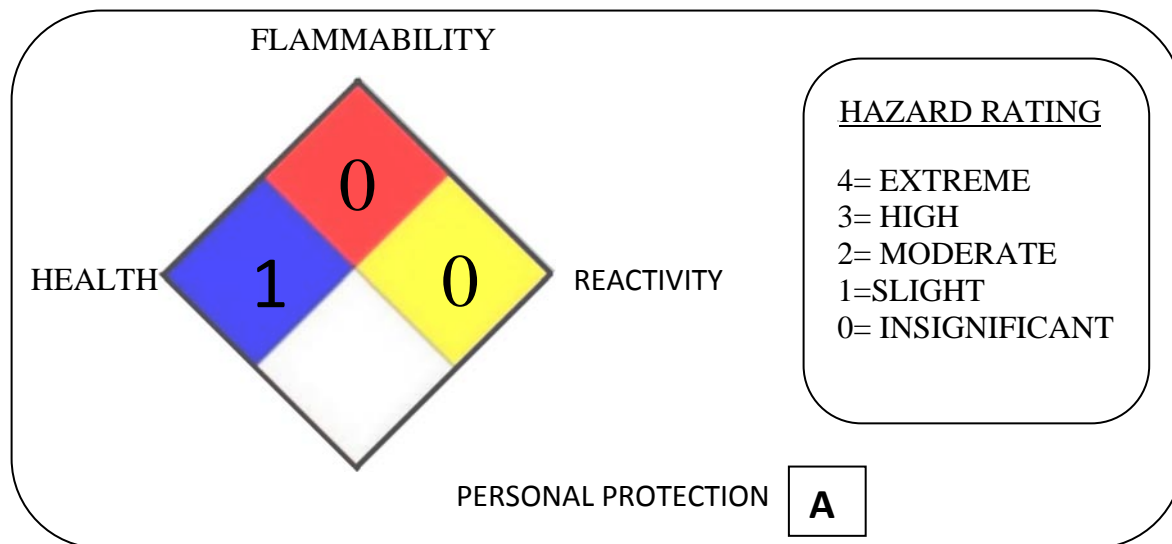 FLAMMABILITY
0
HEALTH
1
0
REACTIVITY
HAZARD RATING
4= EXTREME
3= HIGH
2= MODERATE
1=SLIGHT
0= INSIGNIFICANT
PERSONAL PROTECTION A